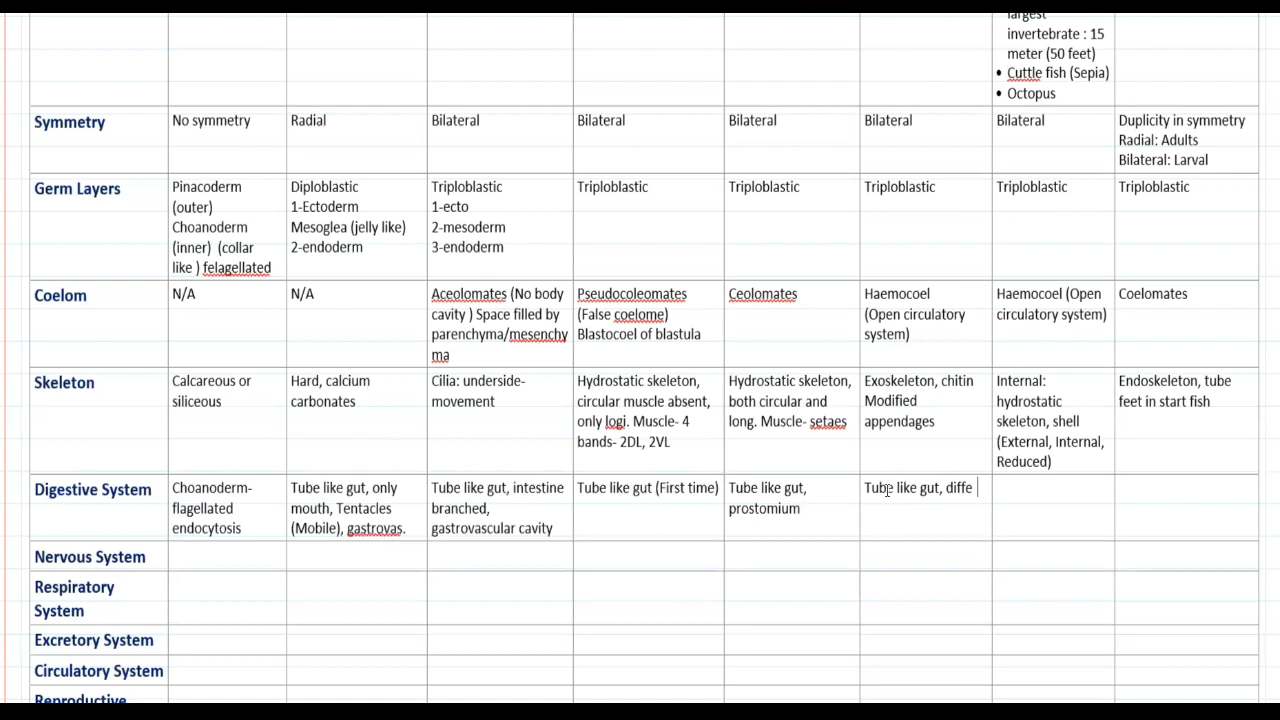 largest
invertebrate : 15
meter (50 feet)
• Cuttle fish (Sepia)
• Octopus
Symmetry
No symmetry
Radial
Bilateral
Bilateral
Bilateral
Bilateral
Bilateral
Duplicity in symmetry
Radial: Adults
Bilateral: Larval
Germ Layers
Pinacoderm
(outer)
Choanoderm
(inner) (collar
like ) felagellated
Diploblastic
1-Ectoderm
Mesoglea (jelly like)
2-endoderm
Triploblastic
1-ecto
2-mesoderm
3-endoderm
Triploblastic
Triploblastic
Triploblastic
Triploblastic
Triploblastic
Coelom
N/A
N/A
Aceolomates (No body
cavity ) Space filled by
parenchyma/mesenchy
ma
Pseudocoleomates
(False coelome)
Blastocoel of blastula
Ceolomates
Haemocoel
(Open circulatory
system)
Haemocoel (Open
circulatory system)
Coelomates
Skeleton
Calcareous or
siliceous
Hard, calcium
carbonates
Cilia: underside-
movement
Hydrostatic skeleton,
circular muscle absent,
only logi. Muscle- 4
bands- 2DL, 2VL
Hydrostatic skeleton,
both circular and
long. Muscle- setaes
Exoskeleton, chitin
Modified
appendages
Internal:
hydrostatic
skeleton, shell
(External, Internal,
Reduced)
Endoskeleton, tube
feet in start fish
Digestive System
Choanoderm-
flagellated
endocytosis
Tube like gut, only
mouth, Tentacles
(Mobile), gastrovas.
Tube like gut, intestine
branched,
gastrovascular cavity
Tube like gut (First time)
Tube like gut,
prostomium
Tube like gut, diffe
Nervous System
Respiratory
System
Excretory System
Circulatory System
Reproductive